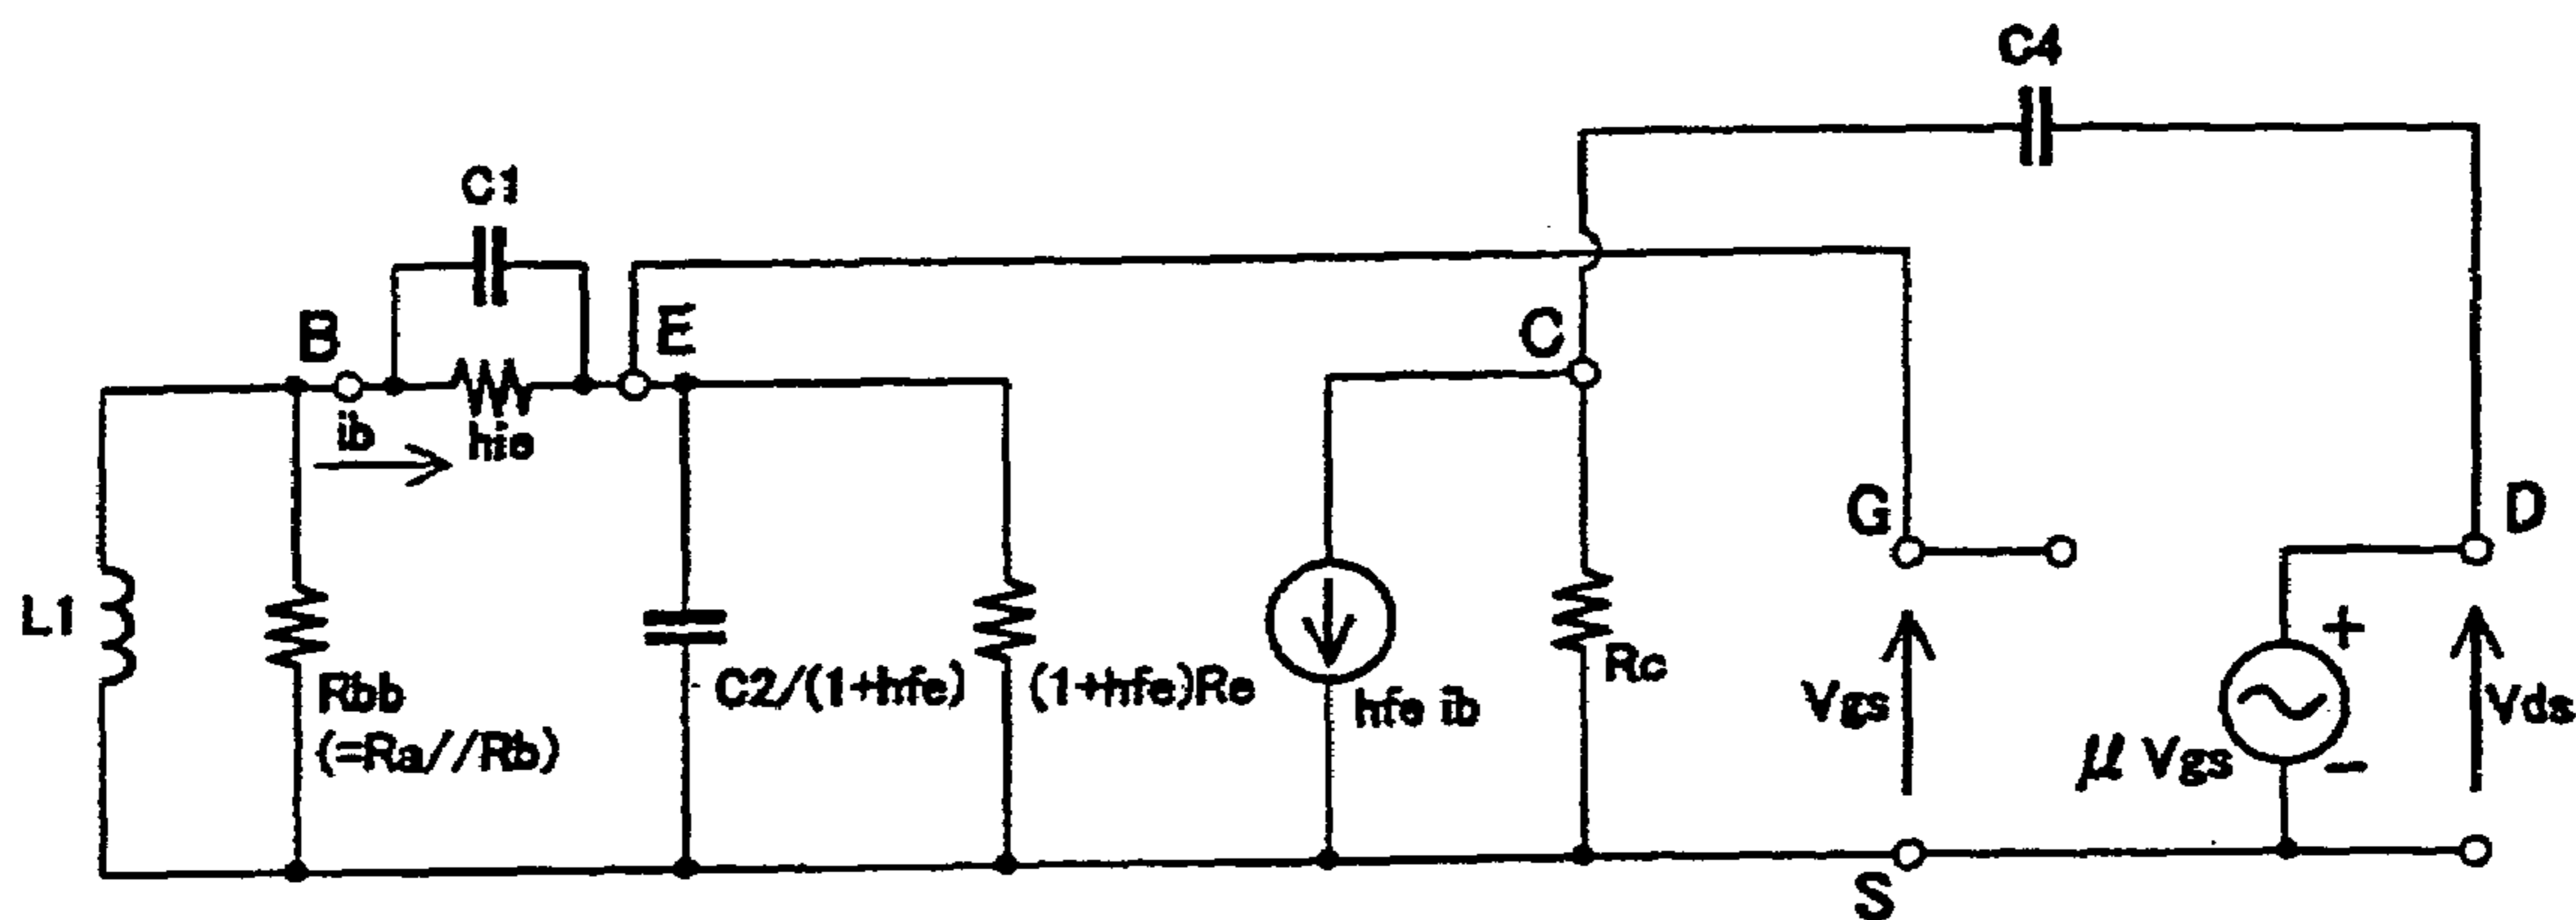 C4
C1
B
E
C
ib
hie
G
D
L1
Rbb
(=Ra//Rb)
C2/(1+hfe)
(1+hfe)Re
hfe ib
Rc
Vgs
μ Vgs
+
−
Vds
S